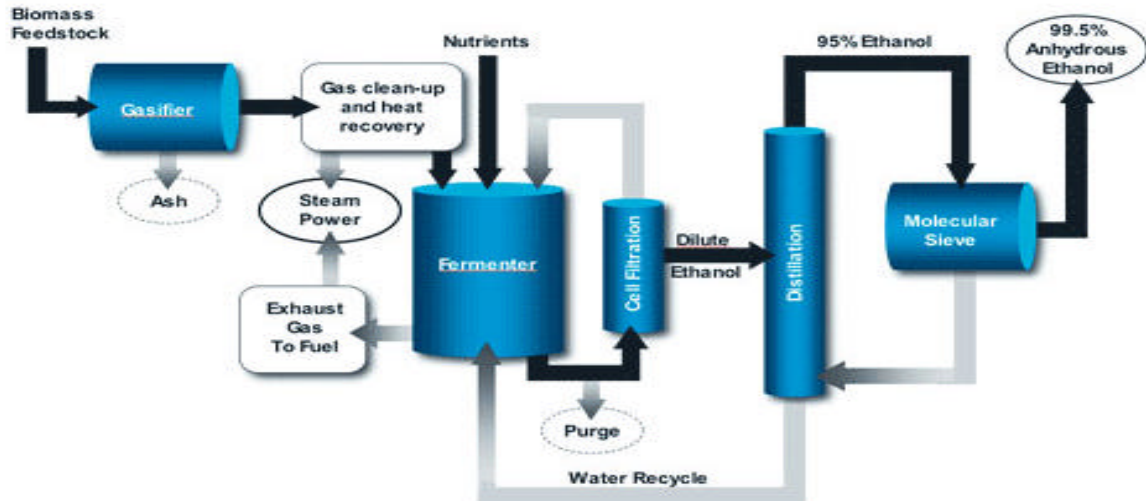 Biomass
Feedstock
Gasifier
Ash
Gas clean-up
and heat
recovery
Steam
Power
Exhaust
Gas
To Fuel
Nutrients
Fermenter
Purge
Cell Filtration
Dilute
Ethanol
Distillation
95% Ethanol
Molecular
Sieve
99.5%
Anhydrous
Ethanol
Water Recycle